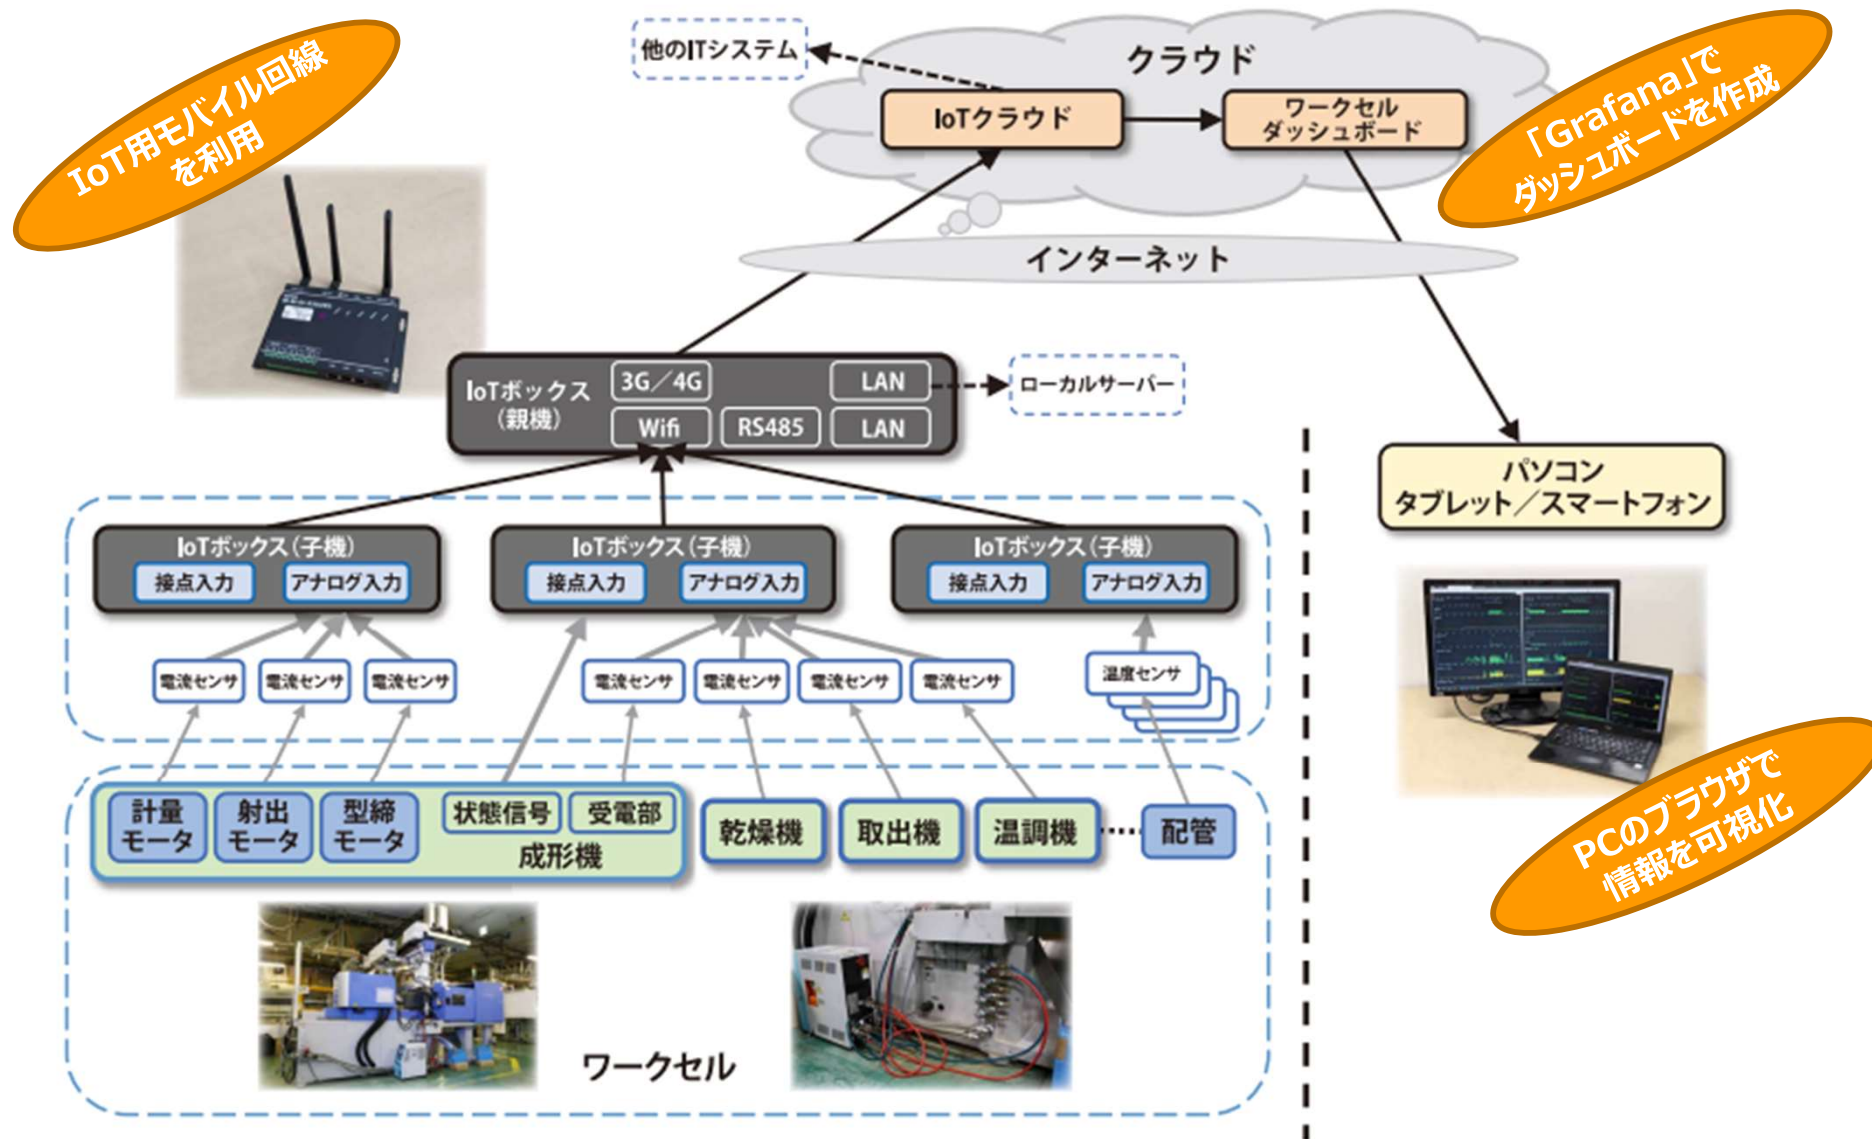 IoT用モバイル回線
を利用
他のITシステム
クラウド
IoTクラウド
ワークセル
ダッシュボード
「Grafana」で
ダッシュボードを作成
インターネット
IoTボックス
（親機）
3G／4G
LAN
Wifi
RS485
LAN
ローカルサーバー
パソコン
タブレット／スマートフォン
IoTボックス（子機）
接点入力
アナログ入力
IoTボックス（子機）
接点入力
アナログ入力
IoTボックス（子機）
接点入力
アナログ入力
電流センサ
電流センサ
電流センサ
電流センサ
電流センサ
電流センサ
電流センサ
温度センサ
計量
モータ
射出
モータ
型締
モータ
状態信号
受電部
成形機
乾燥機
取出機
温調機
配管
PCのブラウザで
情報を可視化
ワークセル